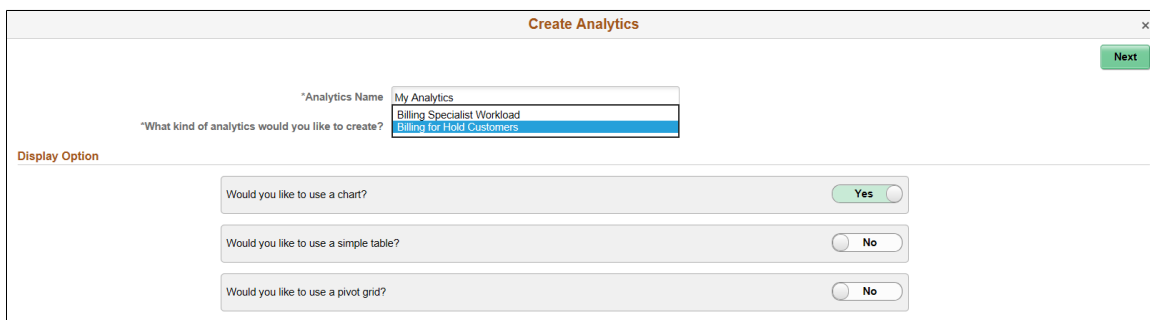 Create Analytics
×
Next
*Analytics Name My Analytics
Billing Specialist Workload
*What kind of analytics would you like to create? Billing for Hold Customers
Display Option
Would you like to use a chart? Yes
Would you like to use a simple table? No
Would you like to use a pivot grid? No